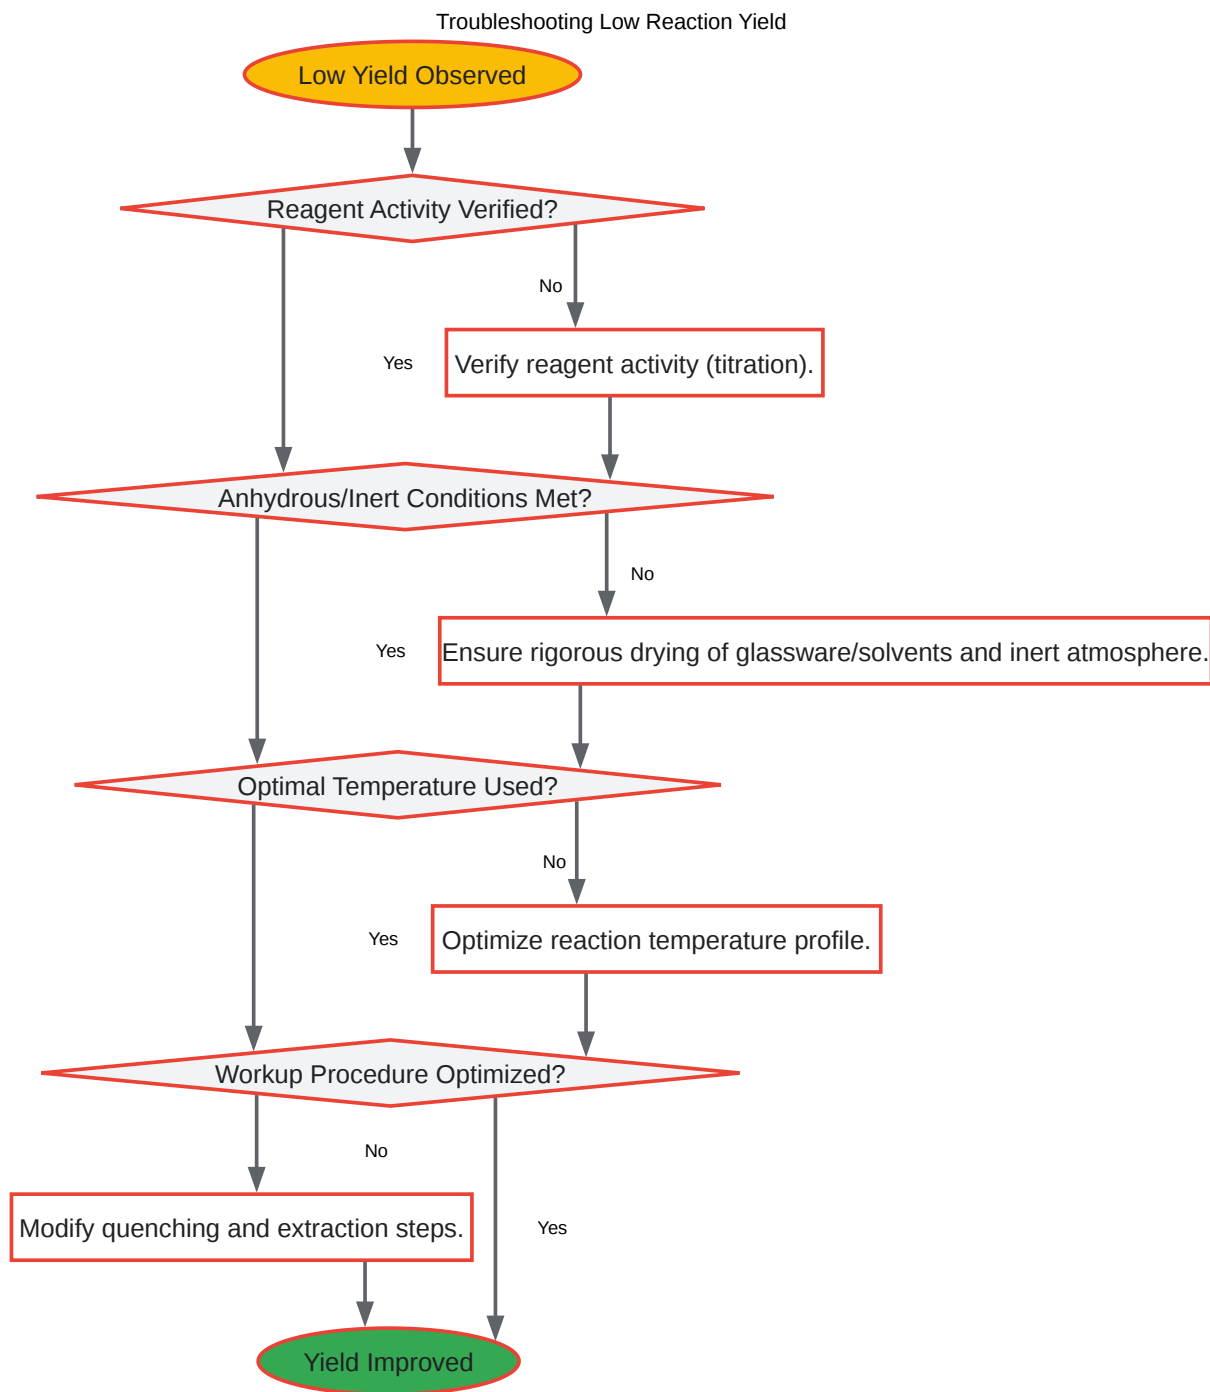 Troubleshooting Low Reaction Yield
Low Yield Observed
Reagent Activity Verified?
No
Yes
Verify reagent activity (titration).
Anhydrous/Inert Conditions Met?
No
Yes
Ensure rigorous drying of glassware/solvents and inert atmosphere.
Optimal Temperature Used?
No
Yes
Optimize reaction temperature profile.
Workup Procedure Optimized?
No
Modify quenching and extraction steps.
Yes
Yield Improved